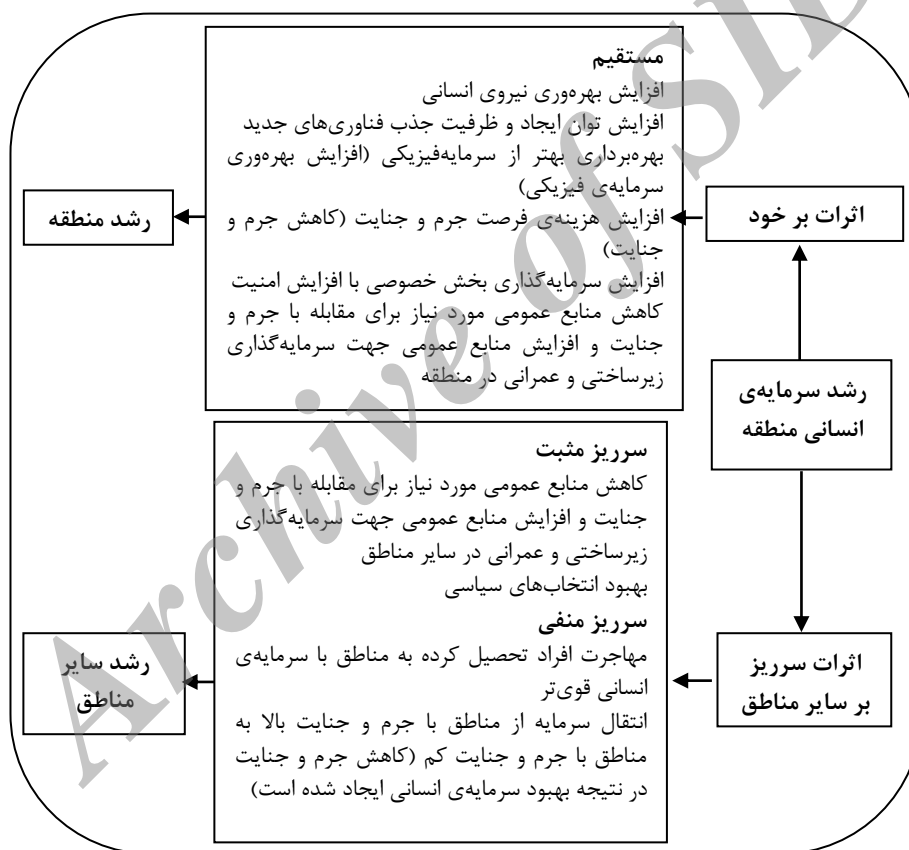 مستقیم
افزایش بهره‌وری نیروی انسانی
افزایش توان ایجاد و ظرفیت جذب فناوری‌های جدید
بهره‌برداری بهتر از سرمایه‌فیزیکی (افزایش بهره‌وری
سرمایه‌ی فیزیکی)
افزایش هزینه‌ی فرصت جرم و جنایت (کاهش جرم و
جنایت)
افزایش سرمایه‌گذاری بخش خصوصی با افزایش امنیت
کاهش منابع عمومی مورد نیاز برای مقابله با جرم و
جنایت و افزایش منابع عمومی جهت سرمایه‌گذاری
زیرساختی و عمرانی در منطقه
اثرات بر خود
رشد منطقه
رشد سرمایه‌ی
انسانی منطقه
سرریز مثبت
کاهش منابع عمومی مورد نیاز برای مقابله با جرم و
جنایت و افزایش منابع عمومی جهت سرمایه‌گذاری
زیرساختی و عمرانی در سایر مناطق
بهبود انتخاب‌های سیاسی
سرریز منفی
مهاجرت افراد تحصیل کرده به مناطق با سرمایه‌ی
انسانی قوی‌تر
انتقال سرمایه از مناطق با جرم و جنایت بالا به
مناطق با جرم و جنایت کم (کاهش جرم و جنایت
در نتیجه بهبود سرمایه‌ی انسانی ایجاد شده است)
اثرات سرریز
بر سایر مناطق
رشد سایر
مناطق
Archive of SID